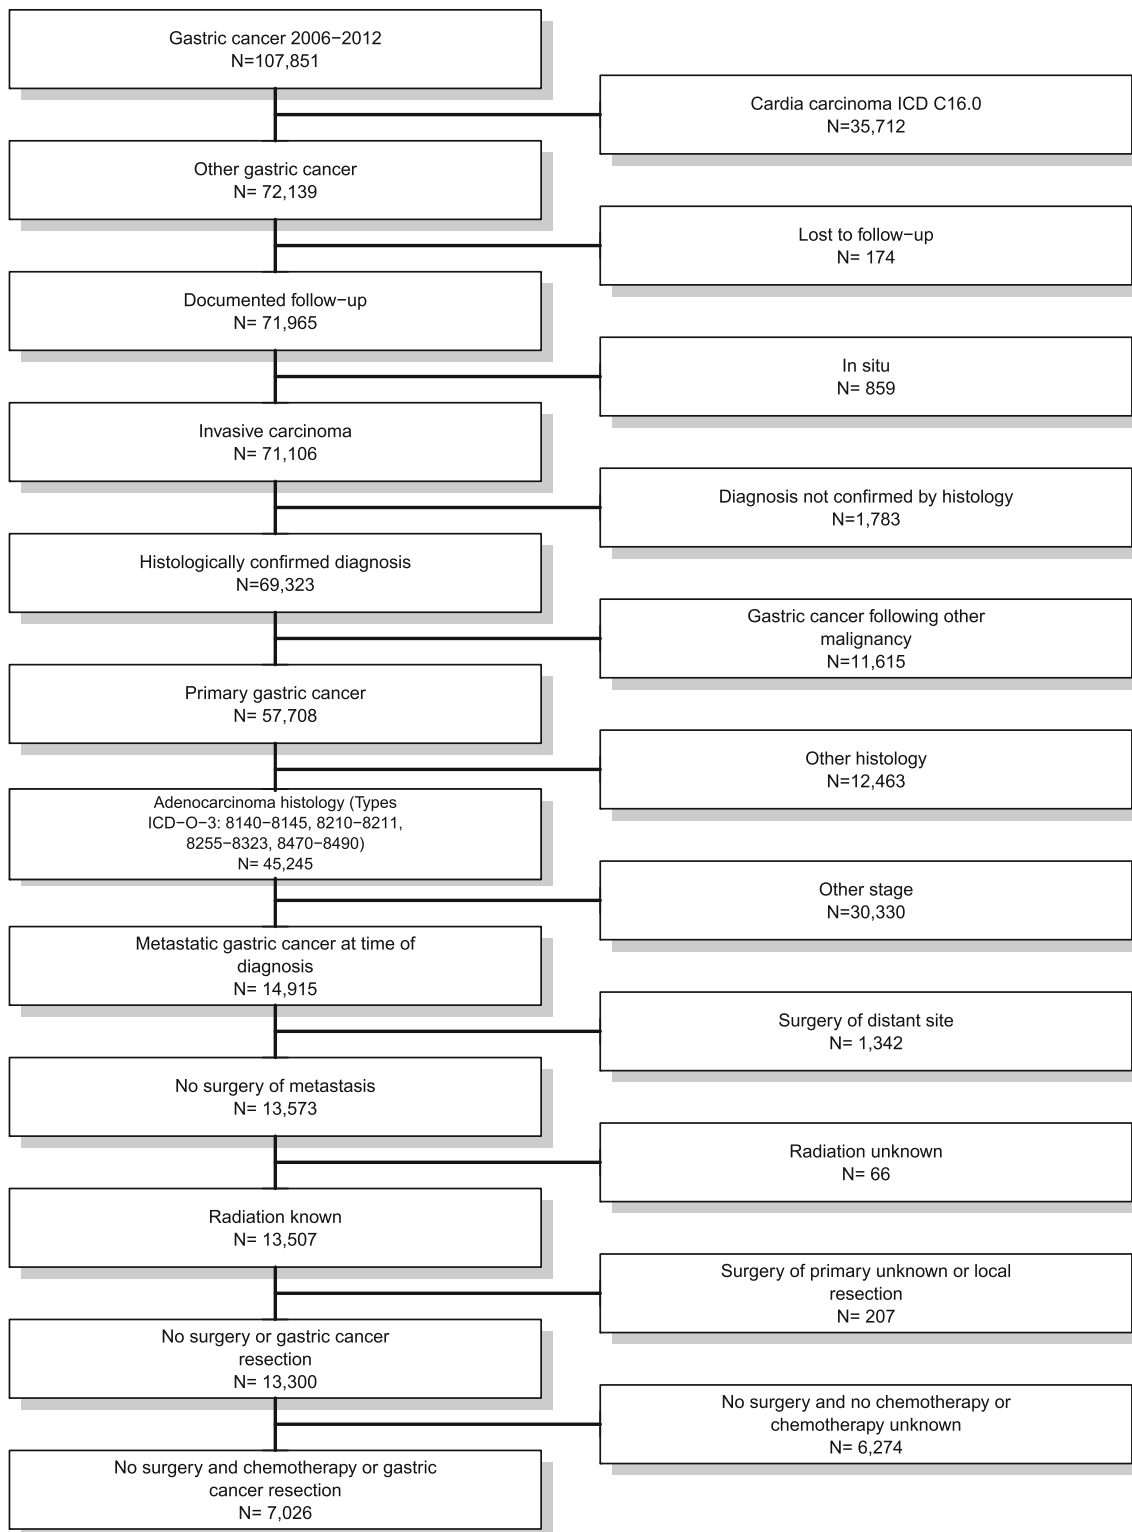 Gastric cancer 2006−2012
N=107,851
Cardia carcinoma ICD C16.0
N=35,712
Other gastric cancer
N= 72,139
Lost to follow−up
N= 174
Documented follow−up
N= 71,965
In situ
N= 859
Invasive carcinoma
N= 71,106
Diagnosis not confirmed by histology
N=1,783
Histologically confirmed diagnosis
N=69,323
Gastric cancer following other
malignancy
N=11,615
Primary gastric cancer
N= 57,708
Other histology
N=12,463
Adenocarcinoma histology (Types
ICD−O−3: 8140−8145, 8210−8211,
8255−8323, 8470−8490)
N= 45,245
Other stage
N=30,330
Metastatic gastric cancer at time of
diagnosis
N= 14,915
Surgery of distant site
N= 1,342
No surgery of metastasis
N= 13,573
Radiation unknown
N= 66
Radiation known
N= 13,507
Surgery of primary unknown or local
resection
N= 207
No surgery or gastric cancer
resection
N= 13,300
No surgery and no chemotherapy or
chemotherapy unknown
N= 6,274
No surgery and chemotherapy or gastric
cancer resection
N= 7,026